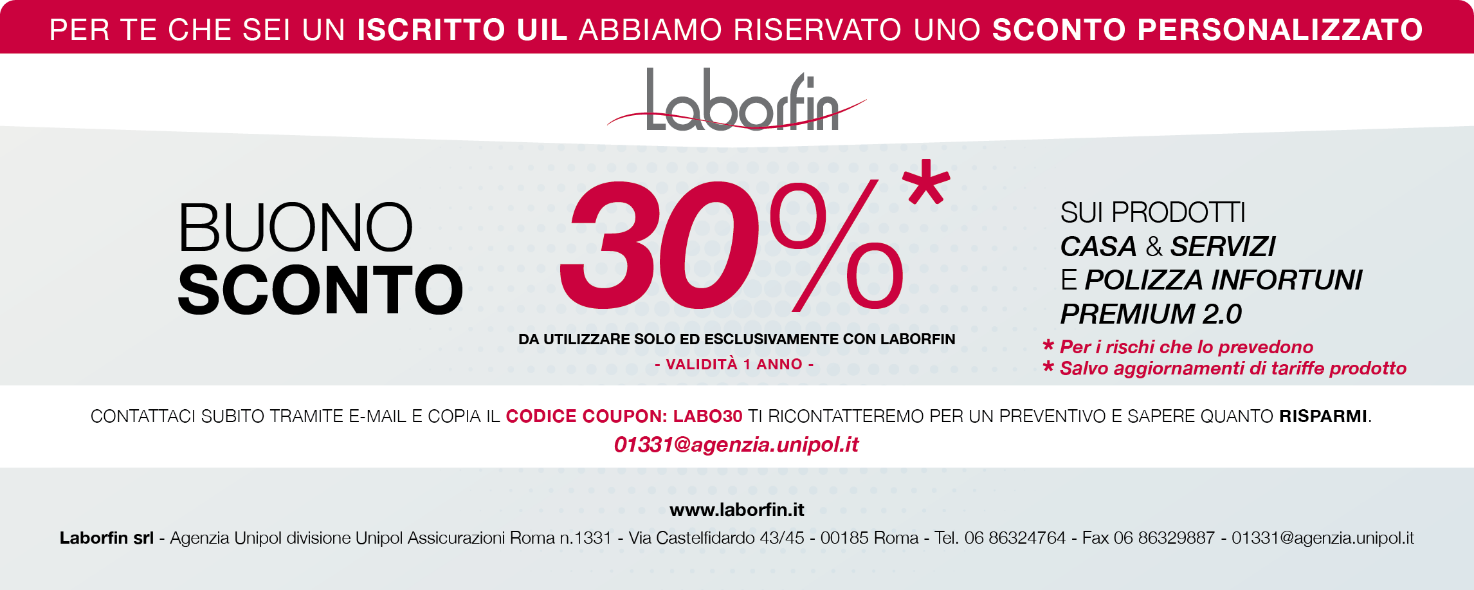 PER TE CHE SEI UN ISCRITTO UIL ABBIAMO RISERVATO UNO SCONTO PERSONALIZZATO
Laborfin
BUONO
SCONTO
30%*
DA UTILIZZARE SOLO ED ESCLUSIVAMENTE CON LABORFIN
- VALIDITÀ 1 ANNO -
SUI PRODOTTI
CASA & SERVIZI
E POLIZZA INFORTUNI
PREMIUM 2.0
* Per i rischi che lo prevedono
* Salvo aggiornamenti di tariffe prodotto
CONTATTACI SUBITO TRAMITE E-MAIL E COPIA IL CODICE COUPON: LABO30 TI RICONTATTEREMO PER UN PREVENTIVO E SAPERE QUANTO RISPARMI.
01331@agenzia.unipol.it
www.laborfin.it
Laborfin srl - Agenzia Unipol divisione Unipol Assicurazioni Roma n.1331 - Via Castelfidardo 43/45 - 00185 Roma - Tel. 06 86324764 - Fax 06 86329887 - 01331@agenzia.unipol.it